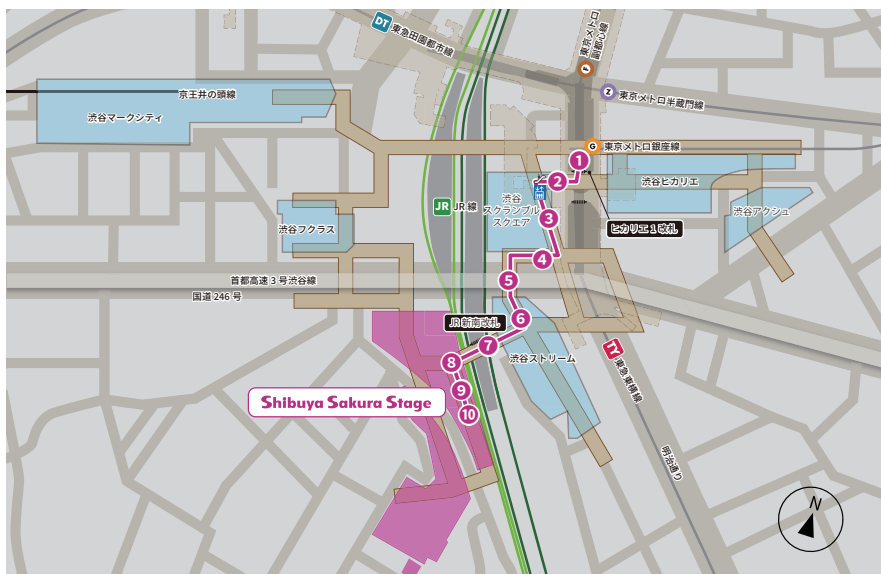 DT
東急田園都市線
東京メトロ
副都心線
F
Z
東京メトロ半蔵門線
京王井の頭線
渋谷マークシティ
G
東京メトロ銀座線
1
2
渋谷ヒカリエ
JR
JR 線
渋谷
スクランブル
スクエア
3
渋谷アクシュ
渋谷フクラス
ヒカリエ 1 改札
4
首都高速 3 号渋谷線
5
国道 246 号
6
JR 新南改札
7
TY
東急東横線
8
渋谷ストリーム
9
Shibuya Sakura Stage
10
明治通り
N